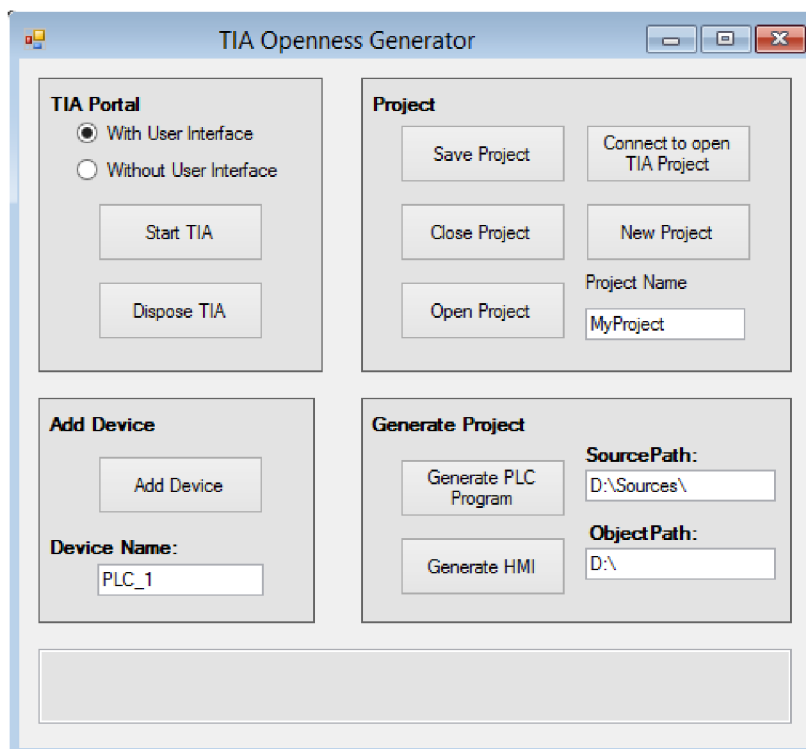 TIA Openness Generator
TIA Portal
With User Interface
Without User Interface
Start TIA
Dispose TIA
Project
Save Project
Connect to open
TIA Project
Close Project
New Project
Open Project
Project Name
MyProject
Add Device
Add Device
Device Name:
PLC_1
Generate Project
Generate PLC
Program
SourcePath:
D:\Sources\
Generate HMI
ObjectPath:
D:\